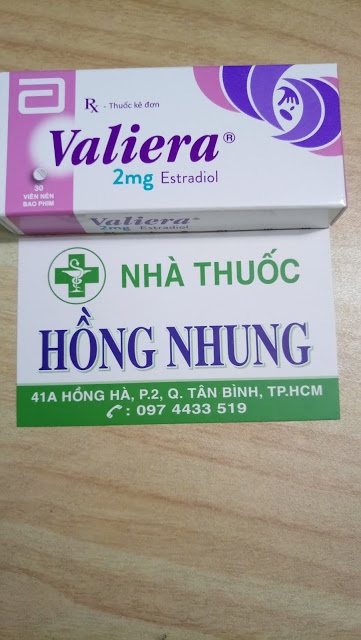 Rx - Thuốc kê đơn
Valiera®
2mg Estradiol
30
VIÊN NÉN
BAO PHIM
Valiera®
2mg Estradiol
NHÀ THUỐC
HỒNG NHUNG
41A HỒNG HÀ, P.2, Q. TÂN BÌNH, TP.HCM
: 097 4433 519